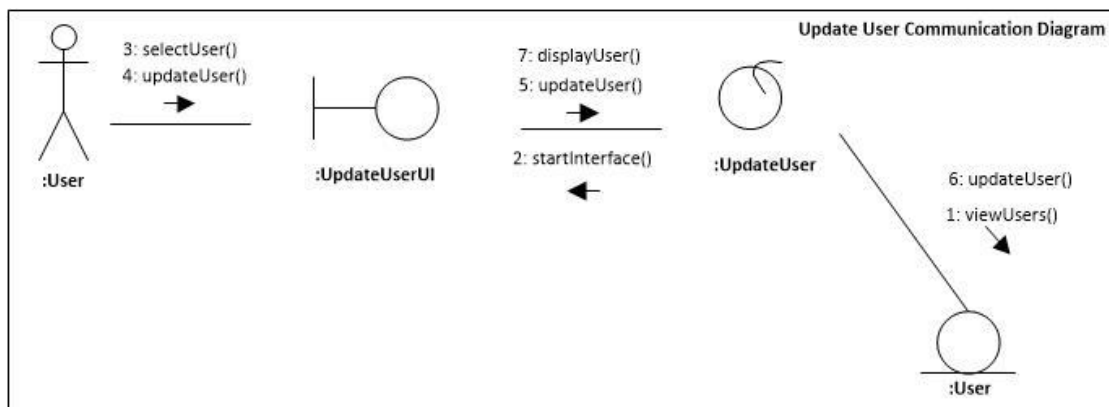 Update User Communication Diagram
3: selectUser()
4: updateUser()
7: displayUser()
5: updateUser()
2: startInterface()
:User
:UpdateUserUI
:UpdateUser
6: updateUser()
1: viewUsers()
:User